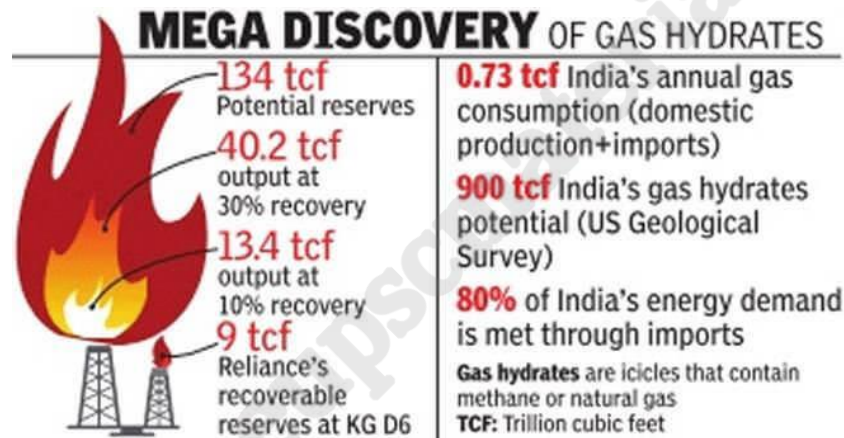 MEGA DISCOVERY OF GAS HYDRATES
134 tcf
Potential reserves
40.2 tcf
output at
30% recovery
13.4 tcf
output at
10% recovery
9 tcf
Reliance's
recoverable
reserves at KG D6
0.73 tcf India's annual gas
consumption (domestic
production+imports)
900 tcf India's gas hydrates
potential (US Geological
Survey)
80% of India's energy demand
is met through imports
Gas hydrates are icicles that contain
methane or natural gas
TCF: Trillion cubic feet